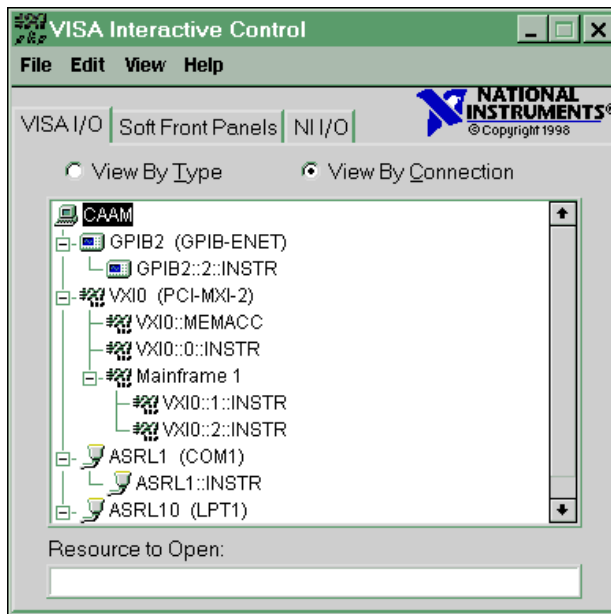 VISA Interactive Control
File Edit View Help
NATIONAL
INSTRUMENTS®
© Copyright 1998
VISA I/O Soft Front Panels NI I/O
View By Type View By Connection
CAAM
GPIB2 (GPIB-ENET)
GPIB2::2::INSTR
VXI0 (PCI-MXI-2)
VXI0::MEMACC
VXI0::0::INSTR
Mainframe 1
VXI0::1::INSTR
VXI0::2::INSTR
ASRL1 (COM1)
ASRL1::INSTR
ASRL10 (LPT1)
Resource to Open: